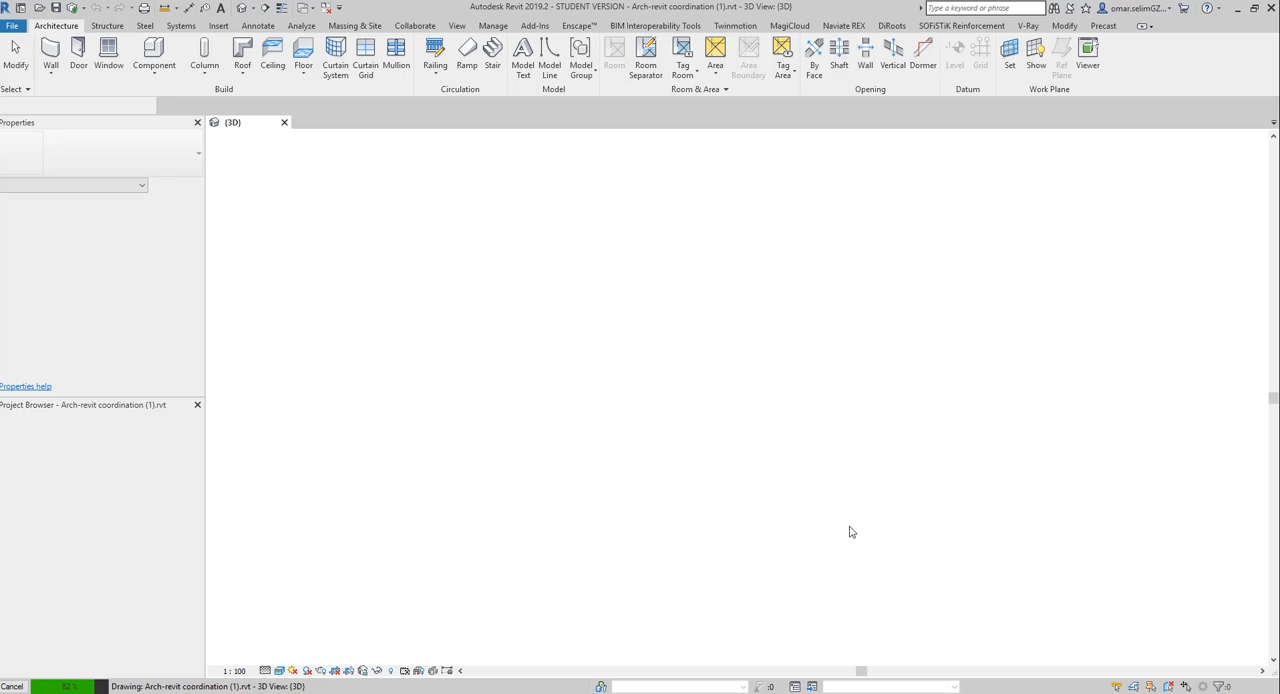 Autodesk Revit 2019.2 - STUDENT VERSION - Arch-revit coordination (1).rvt - 3D View: {3D}
Type a keyword or phrase
omar.selimGZ...
File Architecture Structure Steel Systems Insert Annotate Analyze Massing & Site Collaborate View Manage Add-Ins Enscape™ BIM Interoperability Tools Twinmotion MagiCloud Naviate REX DiRoots SOFiSTiK Reinforcement V-Ray Modify Precast
Modify Wall Door Window Component Column Roof Ceiling Floor Curtain System Curtain Grid Mullion Railing Ramp Stair Model Text Model Line Model Group Room Room Separator Tag Room Area Area Boundary Tag Area By Face Shaft Wall Vertical Dormer Level Grid Set Show Ref Plane Viewer
Select Build Circulation Model Room & Area Opening Datum Work Plane
Properties
{3D}
Properties help
Project Browser - Arch-revit coordination (1).rvt
1 : 100
Cancel 82 % Drawing: Arch-revit coordination (1).rvt - 3D View: {3D}
:0
:0